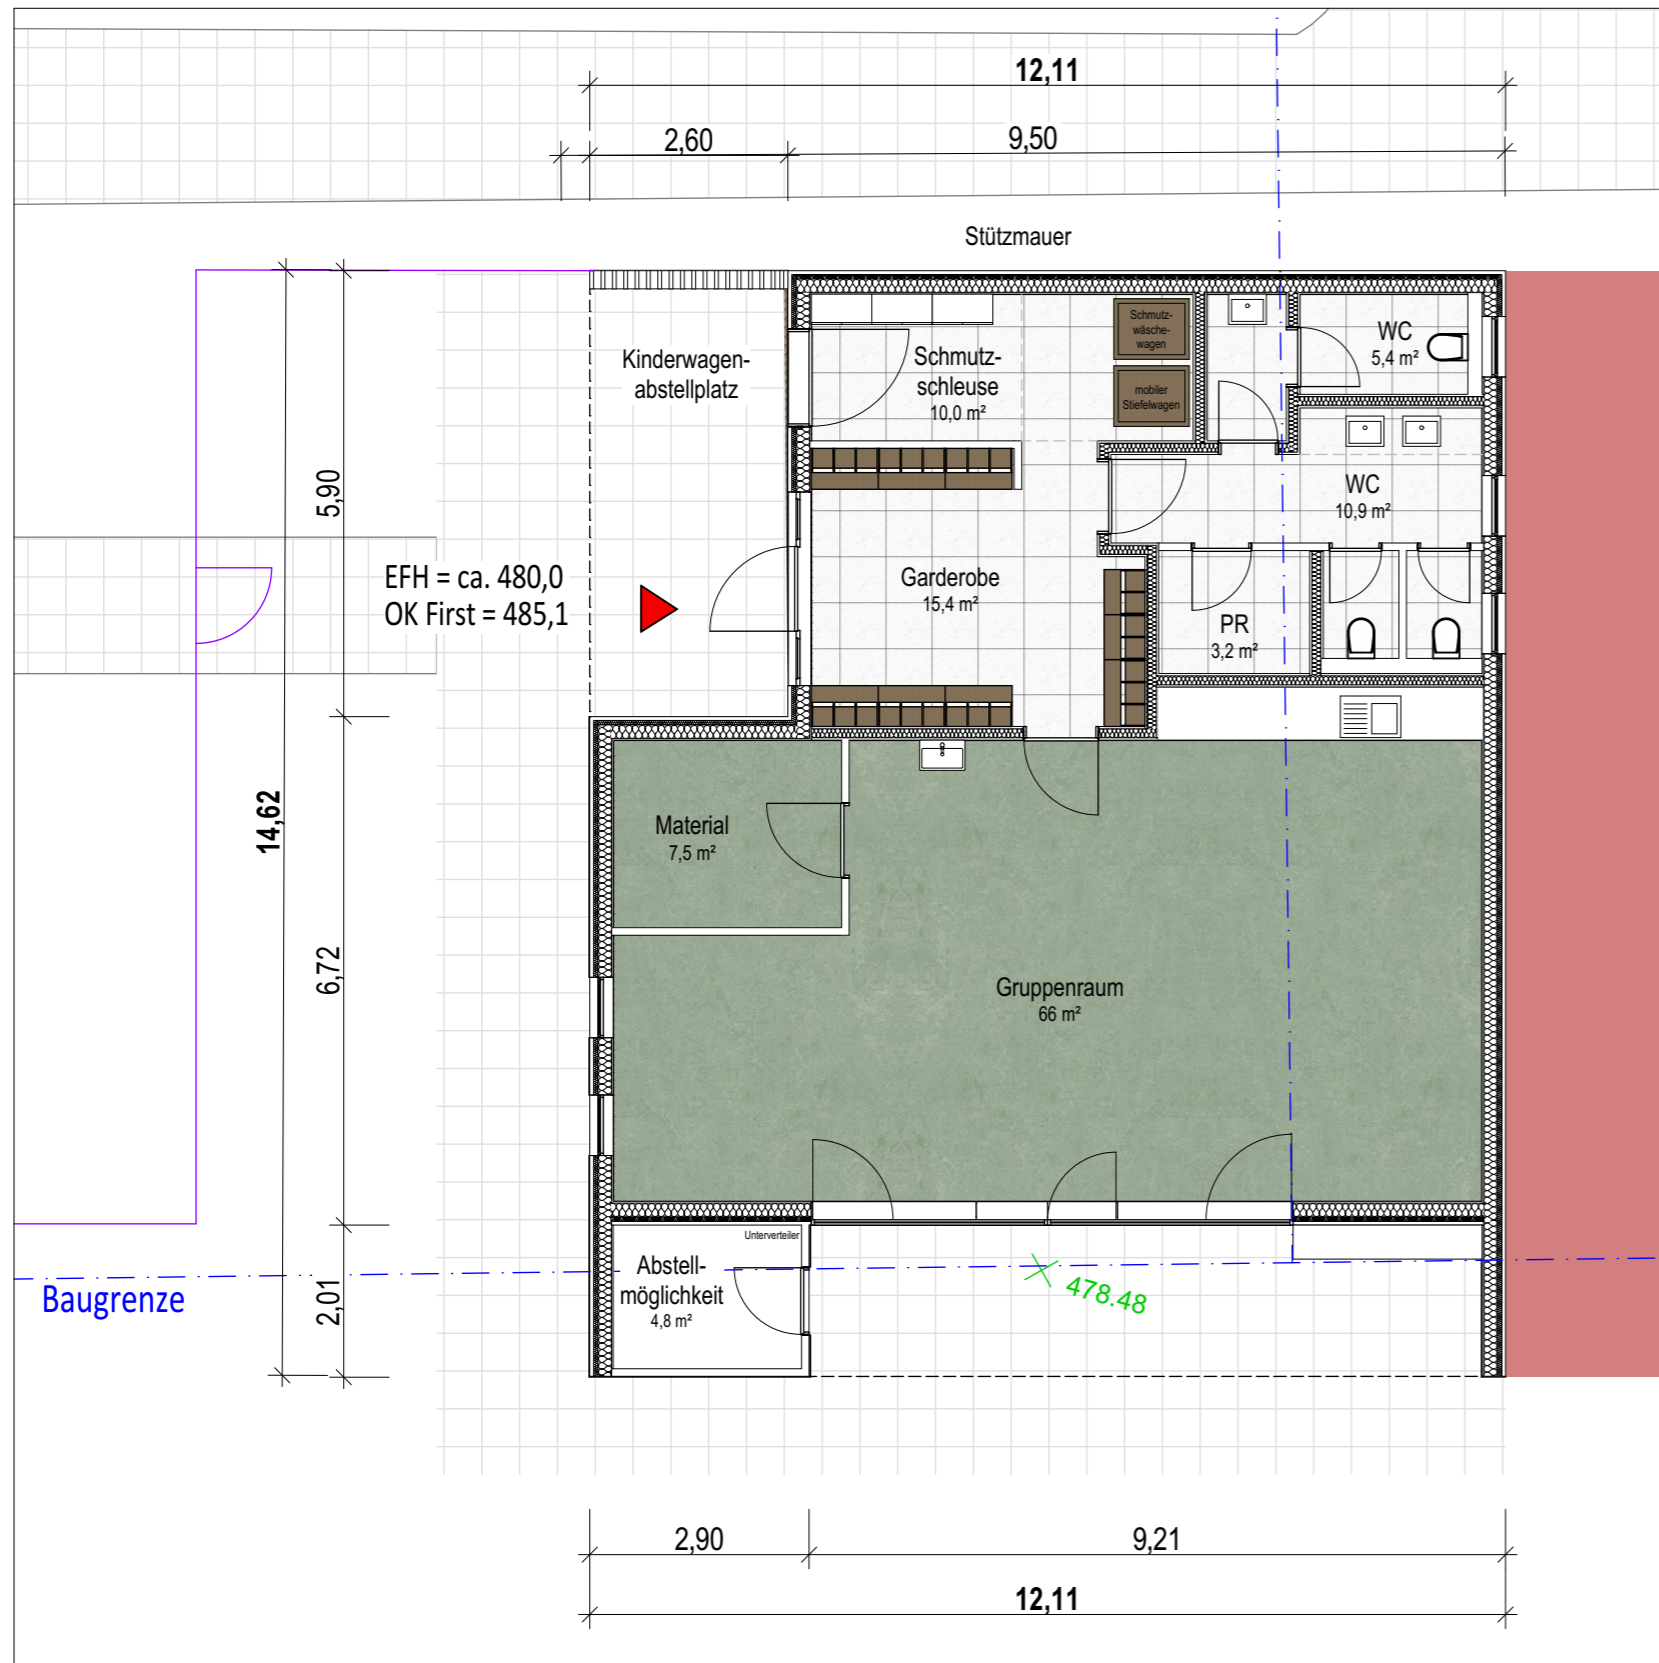 12,11
2,60
9,50
Stützmauer
Kinderwagen-
abstellplatz
Schmutz-
schleuse
10,0 m²
Schmutz-
wäsche-
wagen
mobiler
Stiefelwagen
WC
5,4 m²
WC
10,9 m²
5,90
EFH = ca. 480,0
OK First = 485,1
Garderobe
15,4 m²
PR
3,2 m²
14,62
Material
7,5 m²
6,72
Gruppenraum
66 m²
Unterverteiler
Abstell-
möglichkeit
4,8 m²
2,01
Baugrenze
478.48
2,90
9,21
12,11